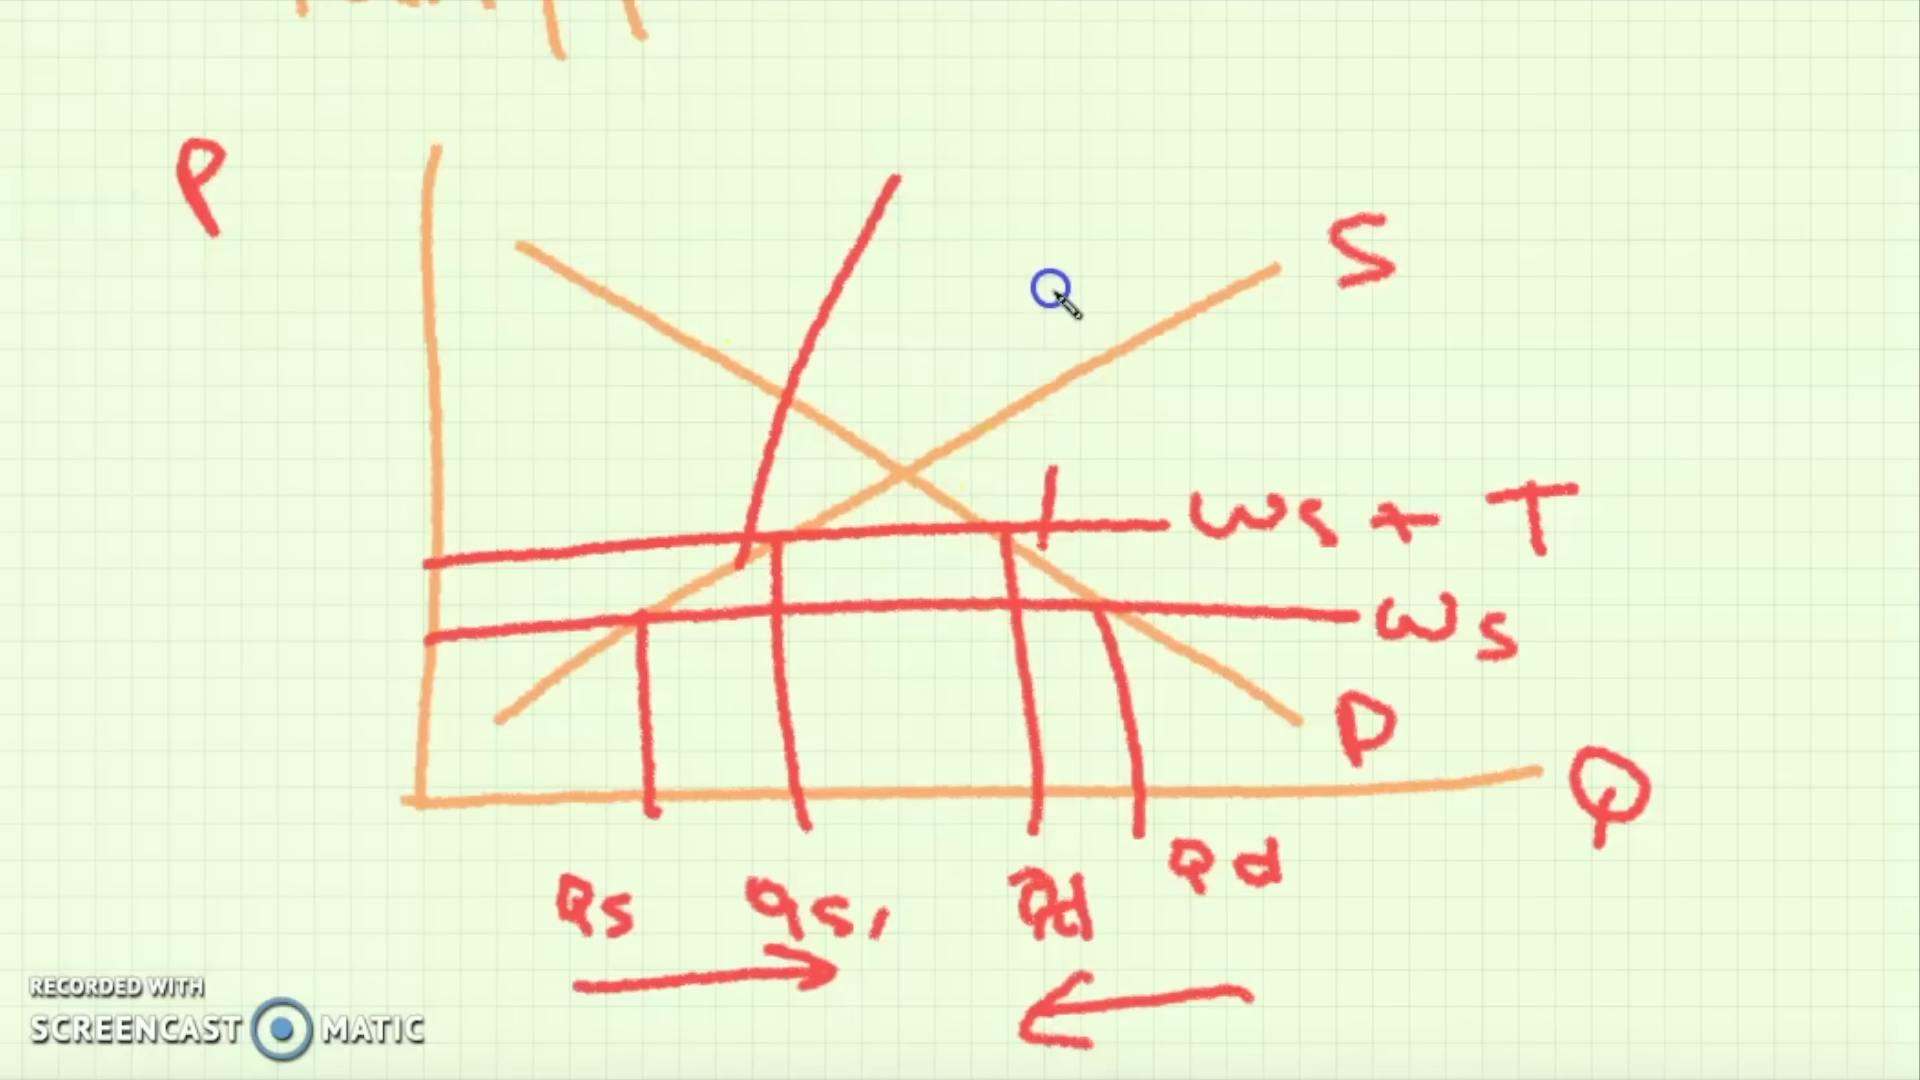 P
S
Ws + T
Ws
D
Q
Qd
Qs Qs1 Qd
RECORDED WITH
SCREENCAST MATIC